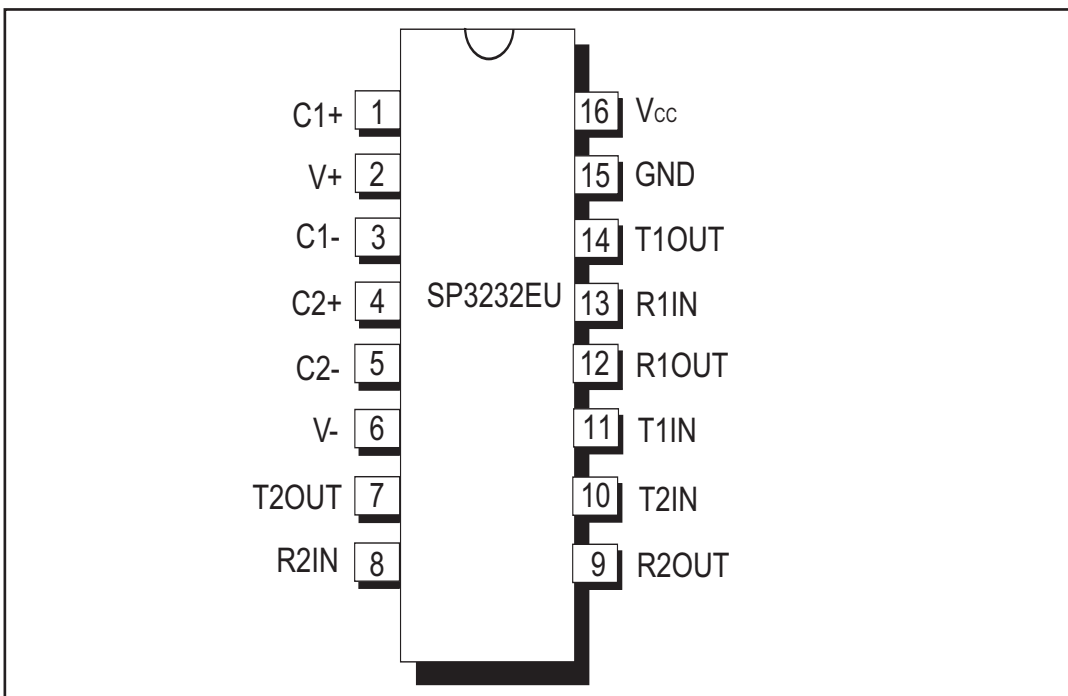 C1+ 1 16 Vcc
V+ 2 15 GND
C1- 3 14 T1OUT
C2+ 4 SP3232EU 13 R1IN
C2- 5 12 R1OUT
V- 6 11 T1IN
T2OUT 7 10 T2IN
R2IN 8 9 R2OUT